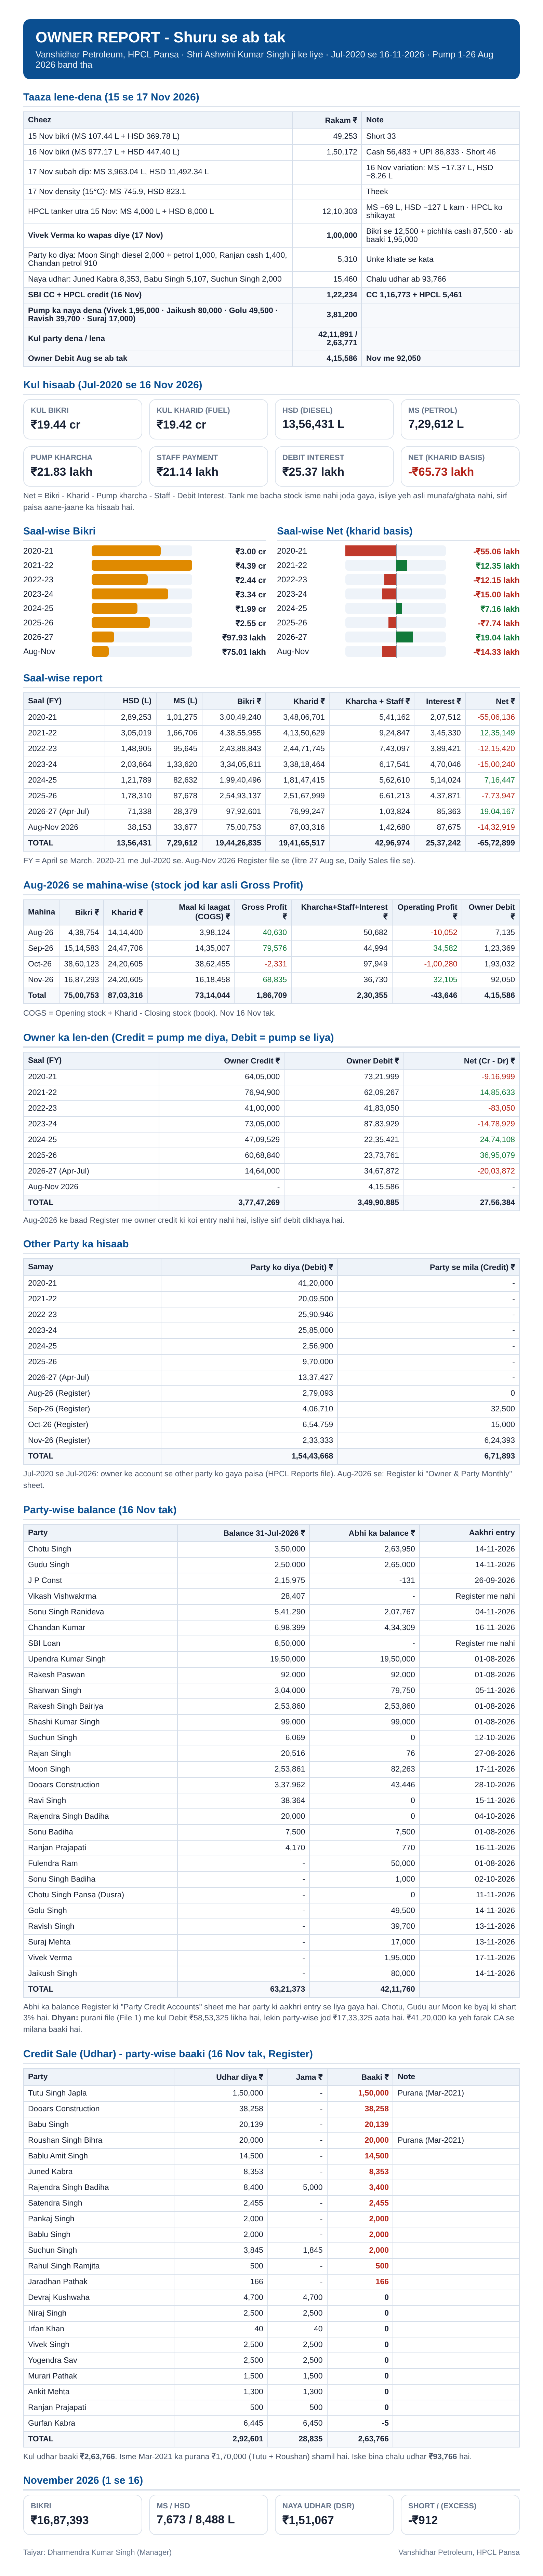 OWNER REPORT - Shuru se ab tak
Vanshidhar Petroleum, HPCL Pansa · Shri Ashwini Kumar Singh ji ke liye · Jul-2020 se 16-11-2026 · Pump 1-26 Aug
2026 band tha
Taaza lene-dena (15 se 17 Nov 2026)
Cheez Rakam ₹ Note
15 Nov bikri (MS 107.44 L + HSD 369.78 L) 49,253 Short 33
16 Nov bikri (MS 977.17 L + HSD 447.40 L) 1,50,172 Cash 56,483 + UPI 86,833 · Short 46
17 Nov subah dip: MS 3,963.04 L, HSD 11,492.34 L 16 Nov variation: MS −17.37 L, HSD
−8.26 L
17 Nov density (15°C): MS 745.9, HSD 823.1 Theek
HPCL tanker utra 15 Nov: MS 4,000 L + HSD 8,000 L 12,10,303 MS −69 L, HSD −127 L kam · HPCL ko
shikayat
Vivek Verma ko wapas diye (17 Nov) 1,00,000 Bikri se 12,500 + pichhla cash 87,500 · ab
baaki 1,95,000
Party ko diya: Moon Singh diesel 2,000 + petrol 1,000, Ranjan cash 1,400, 5,310 Unke khate se kata
Chandan petrol 910
Naya udhar: Juned Kabra 8,353, Babu Singh 5,107, Suchun Singh 2,000 15,460 Chalu udhar ab 93,766
SBI CC + HPCL credit (16 Nov) 1,22,234 CC 1,16,773 + HPCL 5,461
Pump ka naya dena (Vivek 1,95,000 · Jaikush 80,000 · Golu 49,500 · 3,81,200
Ravish 39,700 · Suraj 17,000)
Kul party dena / lena 42,11,891 /
2,63,771
Owner Debit Aug se ab tak 4,15,586 Nov me 92,050
Kul hisaab (Jul-2020 se 16 Nov 2026)
KUL BIKRI KUL KHARID (FUEL) HSD (DIESEL) MS (PETROL)
₹19.44 cr ₹19.42 cr 13,56,431 L 7,29,612 L
PUMP KHARCHA STAFF PAYMENT DEBIT INTEREST NET (KHARID BASIS)
₹21.83 lakh ₹21.14 lakh ₹25.37 lakh -₹65.73 lakh
Net = Bikri - Kharid - Pump kharcha - Staff - Debit Interest. Tank me bacha stock isme nahi joda gaya, isliye yeh asli munafa/ghata nahi, sirf
paisa aane-jaane ka hisaab hai.
Saal-wise Bikri
2020-21 ₹3.00 cr
2021-22 ₹4.39 cr
2022-23 ₹2.44 cr
2023-24 ₹3.34 cr
2024-25 ₹1.99 cr
2025-26 ₹2.55 cr
2026-27 ₹97.93 lakh
Aug-Nov ₹75.01 lakh
Saal-wise Net (kharid basis)
2020-21 -₹55.06 lakh
2021-22 ₹12.35 lakh
2022-23 -₹12.15 lakh
2023-24 -₹15.00 lakh
2024-25 ₹7.16 lakh
2025-26 -₹7.74 lakh
2026-27 ₹19.04 lakh
Aug-Nov -₹14.33 lakh
Saal-wise report
Saal (FY) HSD (L) MS (L) Bikri ₹ Kharid ₹ Kharcha + Staff ₹ Interest ₹ Net ₹
2020-21 2,89,253 1,01,275 3,00,49,240 3,48,06,701 5,41,162 2,07,512 -55,06,136
2021-22 3,05,019 1,66,706 4,38,55,955 4,13,50,629 9,24,847 3,45,330 12,35,149
2022-23 1,48,905 95,645 2,43,88,843 2,44,71,745 7,43,097 3,89,421 -12,15,420
2023-24 2,03,664 1,33,620 3,34,05,811 3,38,18,464 6,17,541 4,70,046 -15,00,240
2024-25 1,21,789 82,632 1,99,40,496 1,81,47,415 5,62,610 5,14,024 7,16,447
2025-26 1,78,310 87,678 2,54,93,137 2,51,67,999 6,61,213 4,37,871 -7,73,947
2026-27 (Apr-Jul) 71,338 28,379 97,92,601 76,99,247 1,03,824 85,363 19,04,167
Aug-Nov 2026 38,153 33,677 75,00,753 87,03,316 1,42,680 87,675 -14,32,919
TOTAL 13,56,431 7,29,612 19,44,26,835 19,41,65,517 42,96,974 25,37,242 -65,72,899
FY = April se March. 2020-21 me Jul-2020 se. Aug-Nov 2026 Register file se (litre 27 Aug se, Daily Sales file se).
Aug-2026 se mahina-wise (stock jod kar asli Gross Profit)
Mahina Bikri ₹ Kharid ₹ Maal ki laagat (COGS) ₹ Gross Profit ₹ Kharcha+Staff+Interest ₹ Operating Profit ₹ Owner Debit ₹
Aug-26 4,38,754 14,14,400 3,98,124 40,630 50,682 -10,052 7,135
Sep-26 15,14,583 24,47,706 14,35,007 79,576 44,994 34,582 1,23,369
Oct-26 38,60,123 24,20,605 38,62,455 -2,331 97,949 -1,00,280 1,93,032
Nov-26 16,87,293 24,20,605 16,18,458 68,835 36,730 32,105 92,050
Total 75,00,753 87,03,316 73,14,044 1,86,709 2,30,355 -43,646 4,15,586
COGS = Opening stock + Kharid - Closing stock (book). Nov 16 Nov tak.
Owner ka len-den (Credit = pump me diya, Debit = pump se liya)
Saal (FY) Owner Credit ₹ Owner Debit ₹ Net (Cr - Dr) ₹
2020-21 64,05,000 73,21,999 -9,16,999
2021-22 76,94,900 62,09,267 14,85,633
2022-23 41,00,000 41,83,050 -83,050
2023-24 73,05,000 87,83,929 -14,78,929
2024-25 47,09,529 22,35,421 24,74,108
2025-26 60,68,840 23,73,761 36,95,079
2026-27 (Apr-Jul) 14,64,000 34,67,872 -20,03,872
Aug-Nov 2026 - 4,15,586 -
TOTAL 3,77,47,269 3,49,90,885 27,56,384
Aug-2026 ke baad Register me owner credit ki koi entry nahi hai, isliye sirf debit dikhaya hai.
Other Party ka hisaab
Samay Party ko diya (Debit) ₹ Party se mila (Credit) ₹
2020-21 41,20,000 -
2021-22 20,09,500 -
2022-23 25,90,946 -
2023-24 25,85,000 -
2024-25 2,56,900 -
2025-26 9,70,000 -
2026-27 (Apr-Jul) 13,37,427 -
Aug-26 (Register) 2,79,093 0
Sep-26 (Register) 4,06,710 32,500
Oct-26 (Register) 6,54,759 15,000
Nov-26 (Register) 2,33,333 6,24,393
TOTAL 1,54,43,668 6,71,893
Jul-2020 se Jul-2026: owner ke account se other party ko gaya paisa (HPCL Reports file). Aug-2026 se: Register ki "Owner & Party Monthly"
sheet.
Party-wise balance (16 Nov tak)
Party Balance 31-Jul-2026 ₹ Abhi ka balance ₹ Aakhri entry
Chotu Singh 3,50,000 2,63,950 14-11-2026
Gudu Singh 2,50,000 2,65,000 14-11-2026
J P Const 2,15,975 -131 26-09-2026
Vikash Vishwakrma 28,407 - Register me nahi
Sonu Singh Ranideva 5,41,290 2,07,767 04-11-2026
Chandan Kumar 6,98,399 4,34,309 16-11-2026
SBI Loan 8,50,000 - Register me nahi
Upendra Kumar Singh 19,50,000 19,50,000 01-08-2026
Rakesh Paswan 92,000 92,000 01-08-2026
Sharwan Singh 3,04,000 79,750 05-11-2026
Rakesh Singh Bairiya 2,53,860 2,53,860 01-08-2026
Shashi Kumar Singh 99,000 99,000 01-08-2026
Suchun Singh 6,069 0 12-10-2026
Rajan Singh 20,516 76 27-08-2026
Moon Singh 2,53,861 82,263 17-11-2026
Dooars Construction 3,37,962 43,446 28-10-2026
Ravi Singh 38,364 0 15-11-2026
Rajendra Singh Badiha 20,000 0 04-10-2026
Sonu Badiha 7,500 7,500 01-08-2026
Ranjan Prajapati 4,170 770 16-11-2026
Fulendra Ram - 50,000 01-08-2026
Sonu Singh Badiha - 1,000 02-10-2026
Chotu Singh Pansa (Dusra) - 0 11-11-2026
Golu Singh - 49,500 14-11-2026
Ravish Singh - 39,700 13-11-2026
Suraj Mehta - 17,000 13-11-2026
Vivek Verma - 1,95,000 17-11-2026
Jaikush Singh - 80,000 14-11-2026
TOTAL 63,21,373 42,11,760
Abhi ka balance Register ki "Party Credit Accounts" sheet me har party ki aakhri entry se liya gaya hai. Chotu, Gudu aur Moon ke byaj ki shart
3% hai. Dhyan: purani file (File 1) me kul Debit ₹58,53,325 likha hai, lekin party-wise jod ₹17,33,325 aata hai. ₹41,20,000 ka yeh farak CA se
milana baaki hai.
Credit Sale (Udhar) - party-wise baaki (16 Nov tak, Register)
Party Udhar diya ₹ Jama ₹ Baaki ₹ Note
Tutu Singh Japla 1,50,000 - 1,50,000 Purana (Mar-2021)
Dooars Construction 38,258 - 38,258
Babu Singh 20,139 - 20,139
Roushan Singh Bihra 20,000 - 20,000 Purana (Mar-2021)
Bablu Amit Singh 14,500 - 14,500
Juned Kabra 8,353 - 8,353
Rajendra Singh Badiha 8,400 5,000 3,400
Satendra Singh 2,455 - 2,455
Pankaj Singh 2,000 - 2,000
Bablu Singh 2,000 - 2,000
Suchun Singh 3,845 1,845 2,000
Rahul Singh Ramjita 500 - 500
Jaradhan Pathak 166 - 166
Devraj Kushwaha 4,700 4,700 0
Niraj Singh 2,500 2,500 0
Irfan Khan 40 40 0
Vivek Singh 2,500 2,500 0
Yogendra Sav 2,500 2,500 0
Murari Pathak 1,500 1,500 0
Ankit Mehta 1,300 1,300 0
Ranjan Prajapati 500 500 0
Gurfan Kabra 6,445 6,450 -5
TOTAL 2,92,601 28,835 2,63,766
Kul udhar baaki ₹2,63,766. Isme Mar-2021 ka purana ₹1,70,000 (Tutu + Roushan) shamil hai. Iske bina chalu udhar ₹93,766 hai.
November 2026 (1 se 16)
BIKRI MS / HSD NAYA UDHAR (DSR) SHORT / (EXCESS)
₹16,87,393 7,673 / 8,488 L ₹1,51,067 -₹912
Taiyar: Dharmendra Kumar Singh (Manager) Vanshidhar Petroleum, HPCL Pansa